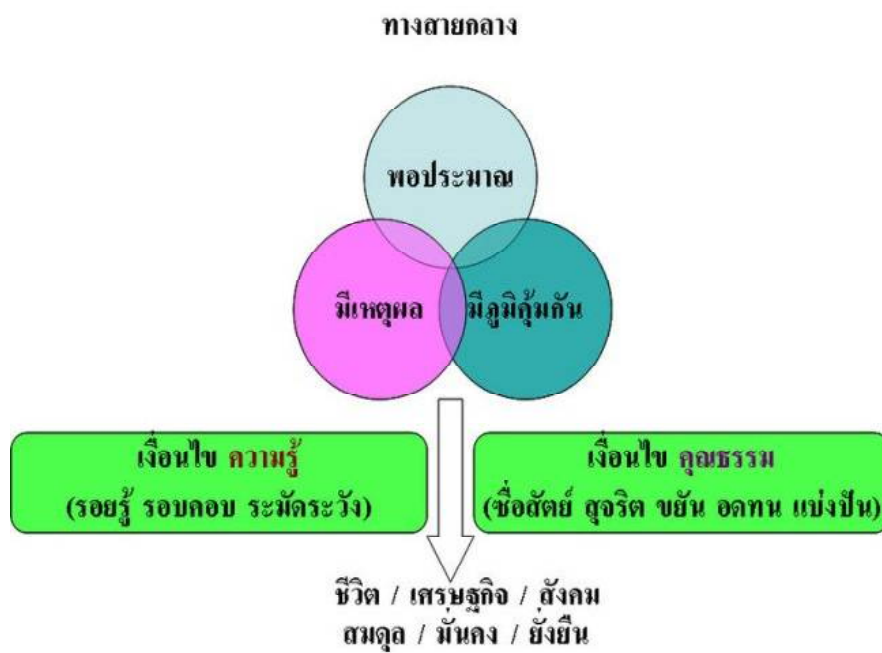 ทางสายกลาง
พอประมาณ
มีเหตุผล
มีภูมิคุ้มกัน
เงื่อนไข ความรู้
(รอยรู้ รอบคอบ ระมัดระวัง)
เงื่อนไข คุณธรรม
(ซื่อสัตย์ สุจริต ขยัน อดทน แบ่งปัน)
ชีวิต / เศรษฐกิจ / สังคม
สมดุล / มั่นคง / ยั่งยืน